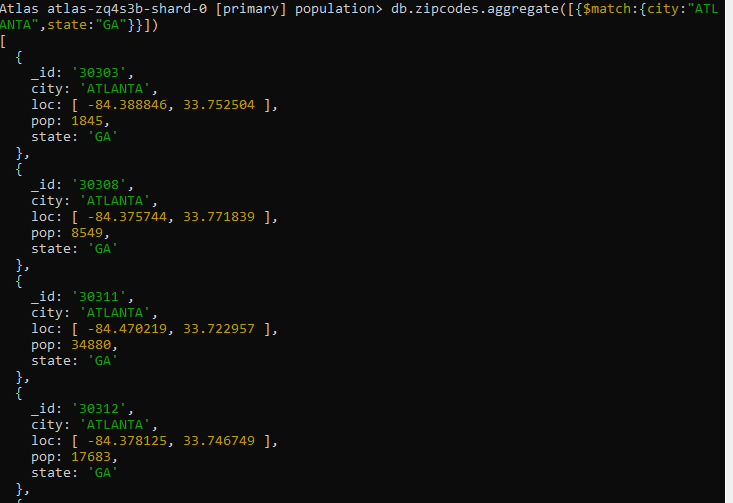 Atlas atlas-zq4s3b-shard-0 [primary] population> db.zipcodes.aggregate([{$match:{city:"ATL
ANTA",state:"GA"}}])
[
  {
    _id: '30303',
    city: 'ATLANTA',
    loc: [ -84.388846, 33.752504 ],
    pop: 1845,
    state: 'GA'
  },
  {
    _id: '30308',
    city: 'ATLANTA',
    loc: [ -84.375744, 33.771839 ],
    pop: 8549,
    state: 'GA'
  },
  {
    _id: '30311',
    city: 'ATLANTA',
    loc: [ -84.470219, 33.722957 ],
    pop: 34880,
    state: 'GA'
  },
  {
    _id: '30312',
    city: 'ATLANTA',
    loc: [ -84.378125, 33.746749 ],
    pop: 17683,
    state: 'GA'
  },
  {